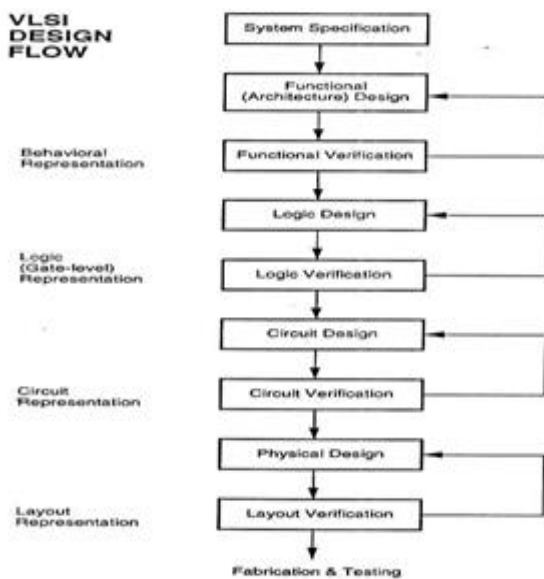 VLSI
DESIGN
FLOW
System Specification
Functional
(Architecture) Design
Behavioral
Representation
Functional Verification
Logic Design
Logic
(Gate-level)
Representation
Logic Verification
Circuit Design
Circuit
Representation
Circuit Verification
Physical Design
Layout
Representation
Layout Verification
Fabrication & Testing